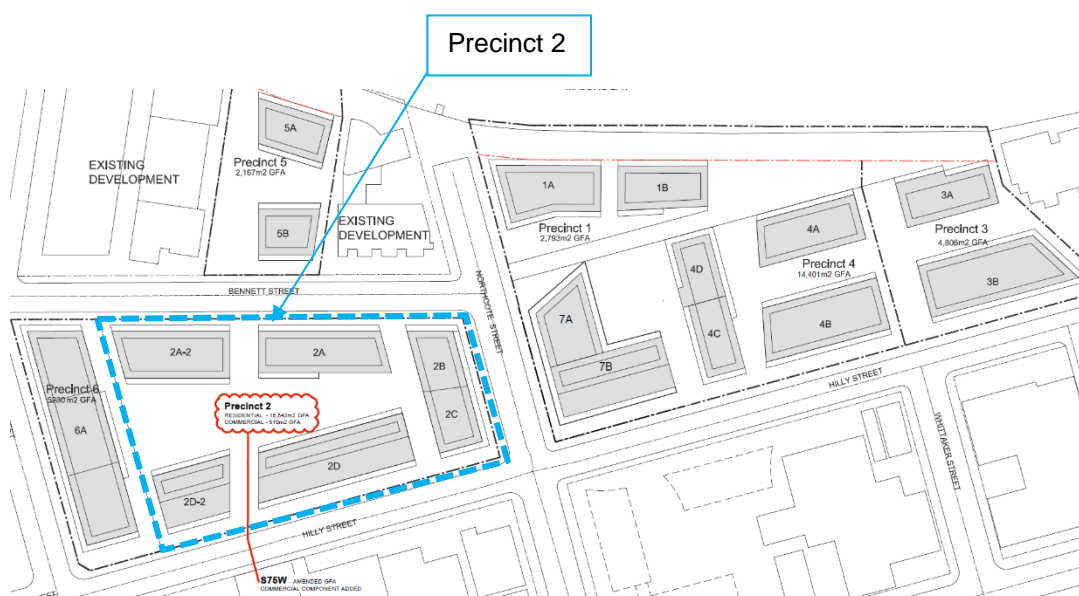 Precinct 2
5A
EXISTING
DEVELOPMENT
Precinct 5
2,167m2 GFA
5B
EXISTING
DEVELOPMENT
1A
1B
Precinct 1
2,793m2 GFA
3A
4A
Precinct 3
4,806m2 GFA
Precinct 4
14,401m2 GFA
4D
3B
BENNETT STREET
NORTHCOTE STREET
7A
4C
4B
7B
HILLY STREET
2A-2
2A
2B
Precinct 6
6A
Precinct 2
RESIDENTIAL - 18,842m2 GFA
COMMERCIAL - 510m2 GFA
2C
2D
2D-2
WHITTAKER STREET
HILLY STREET
S75W - AMENDED GFA
COMMERCIAL COMPONENT ADDED